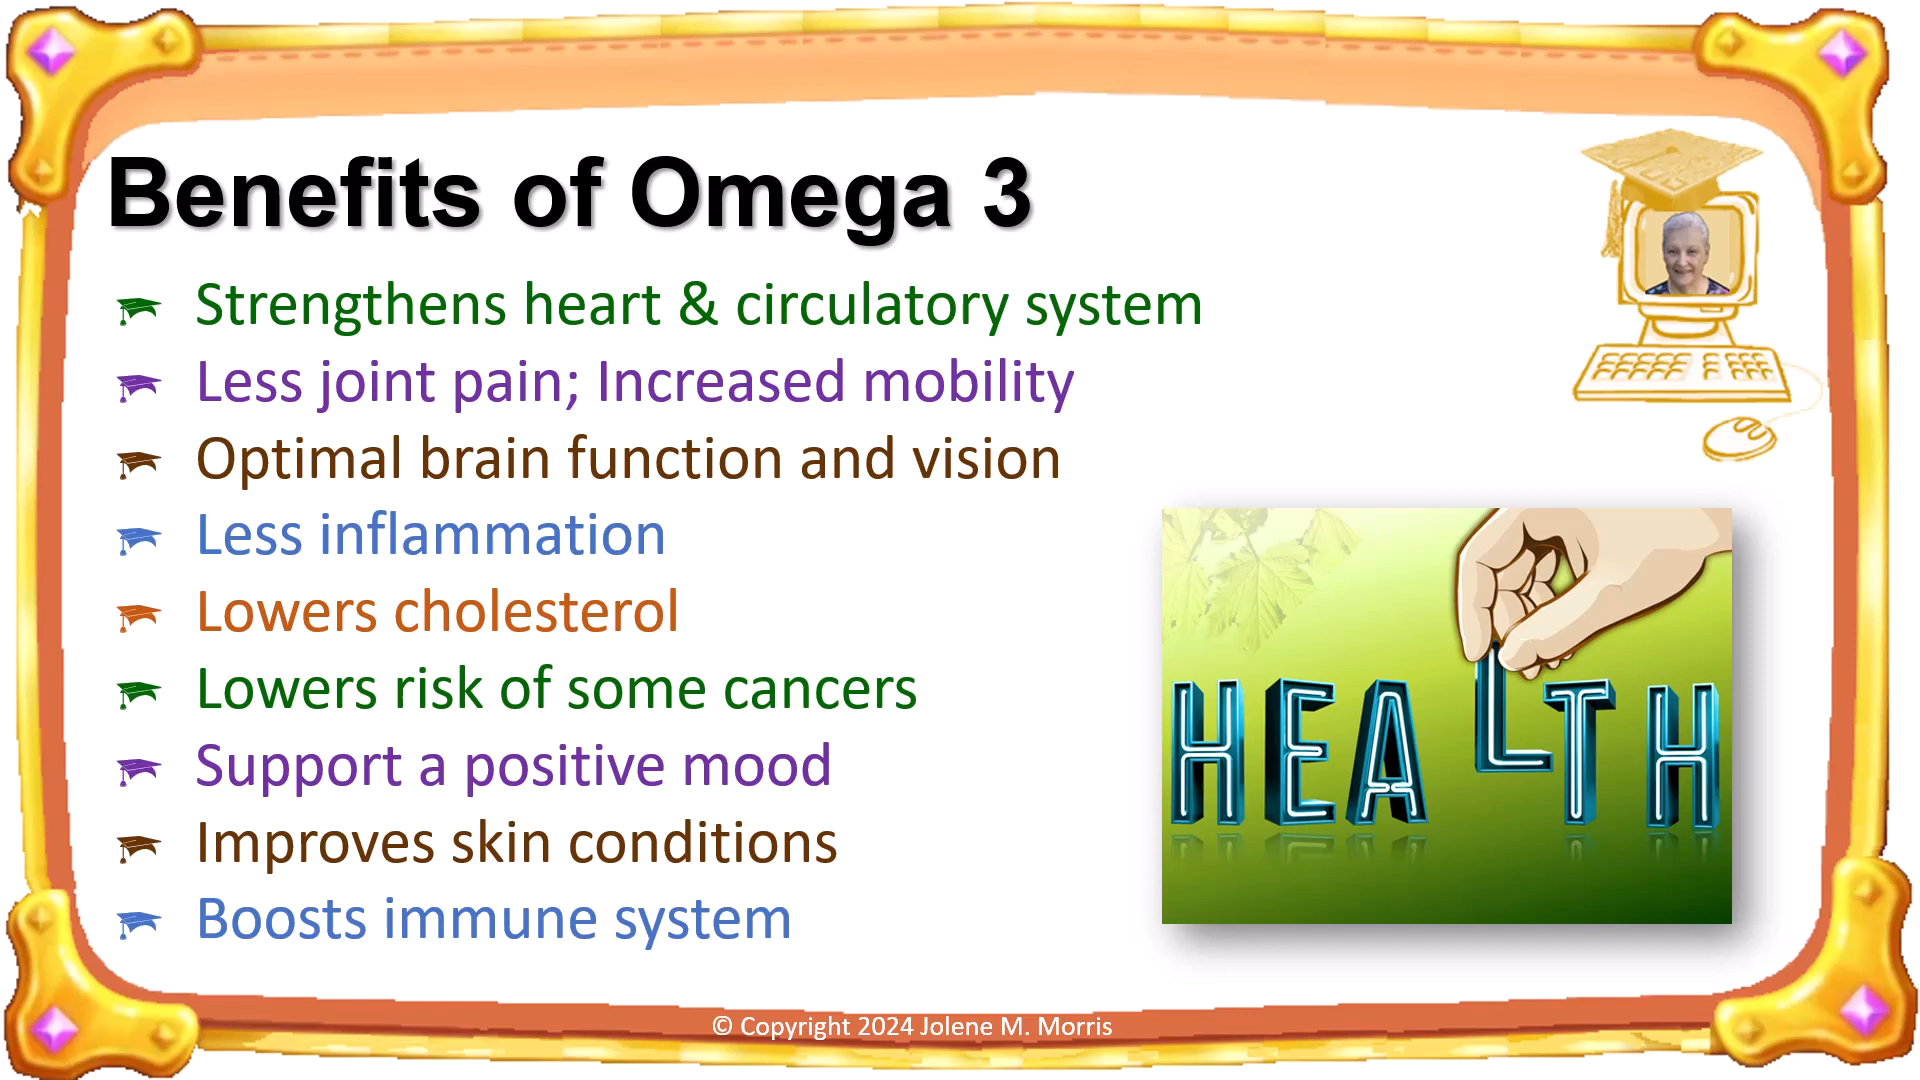 Benefits of Omega 3
Strengthens heart & circulatory system
Less joint pain; Increased mobility
Optimal brain function and vision
Less inflammation
Lowers cholesterol
Lowers risk of some cancers
Support a positive mood
Improves skin conditions
Boosts immune system
HEALTH
© Copyright 2024 Jolene M. Morris